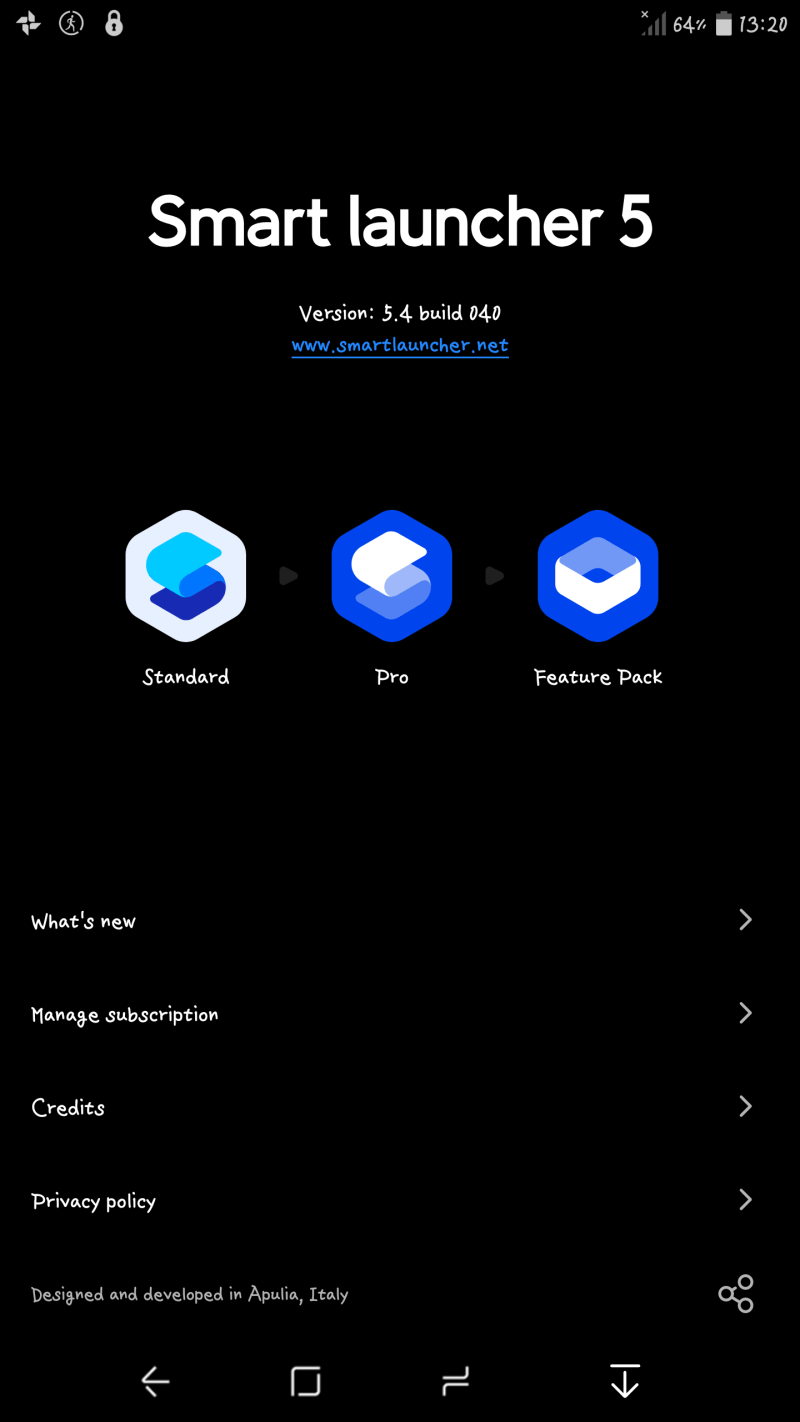 64% 13:20
Smart launcher 5
Version: 5.4 build 040
www.smartlauncher.net
Standard Pro Feature Pack
What's new
Manage subscription
Credits
Privacy policy
Designed and developed in Apulia, Italy